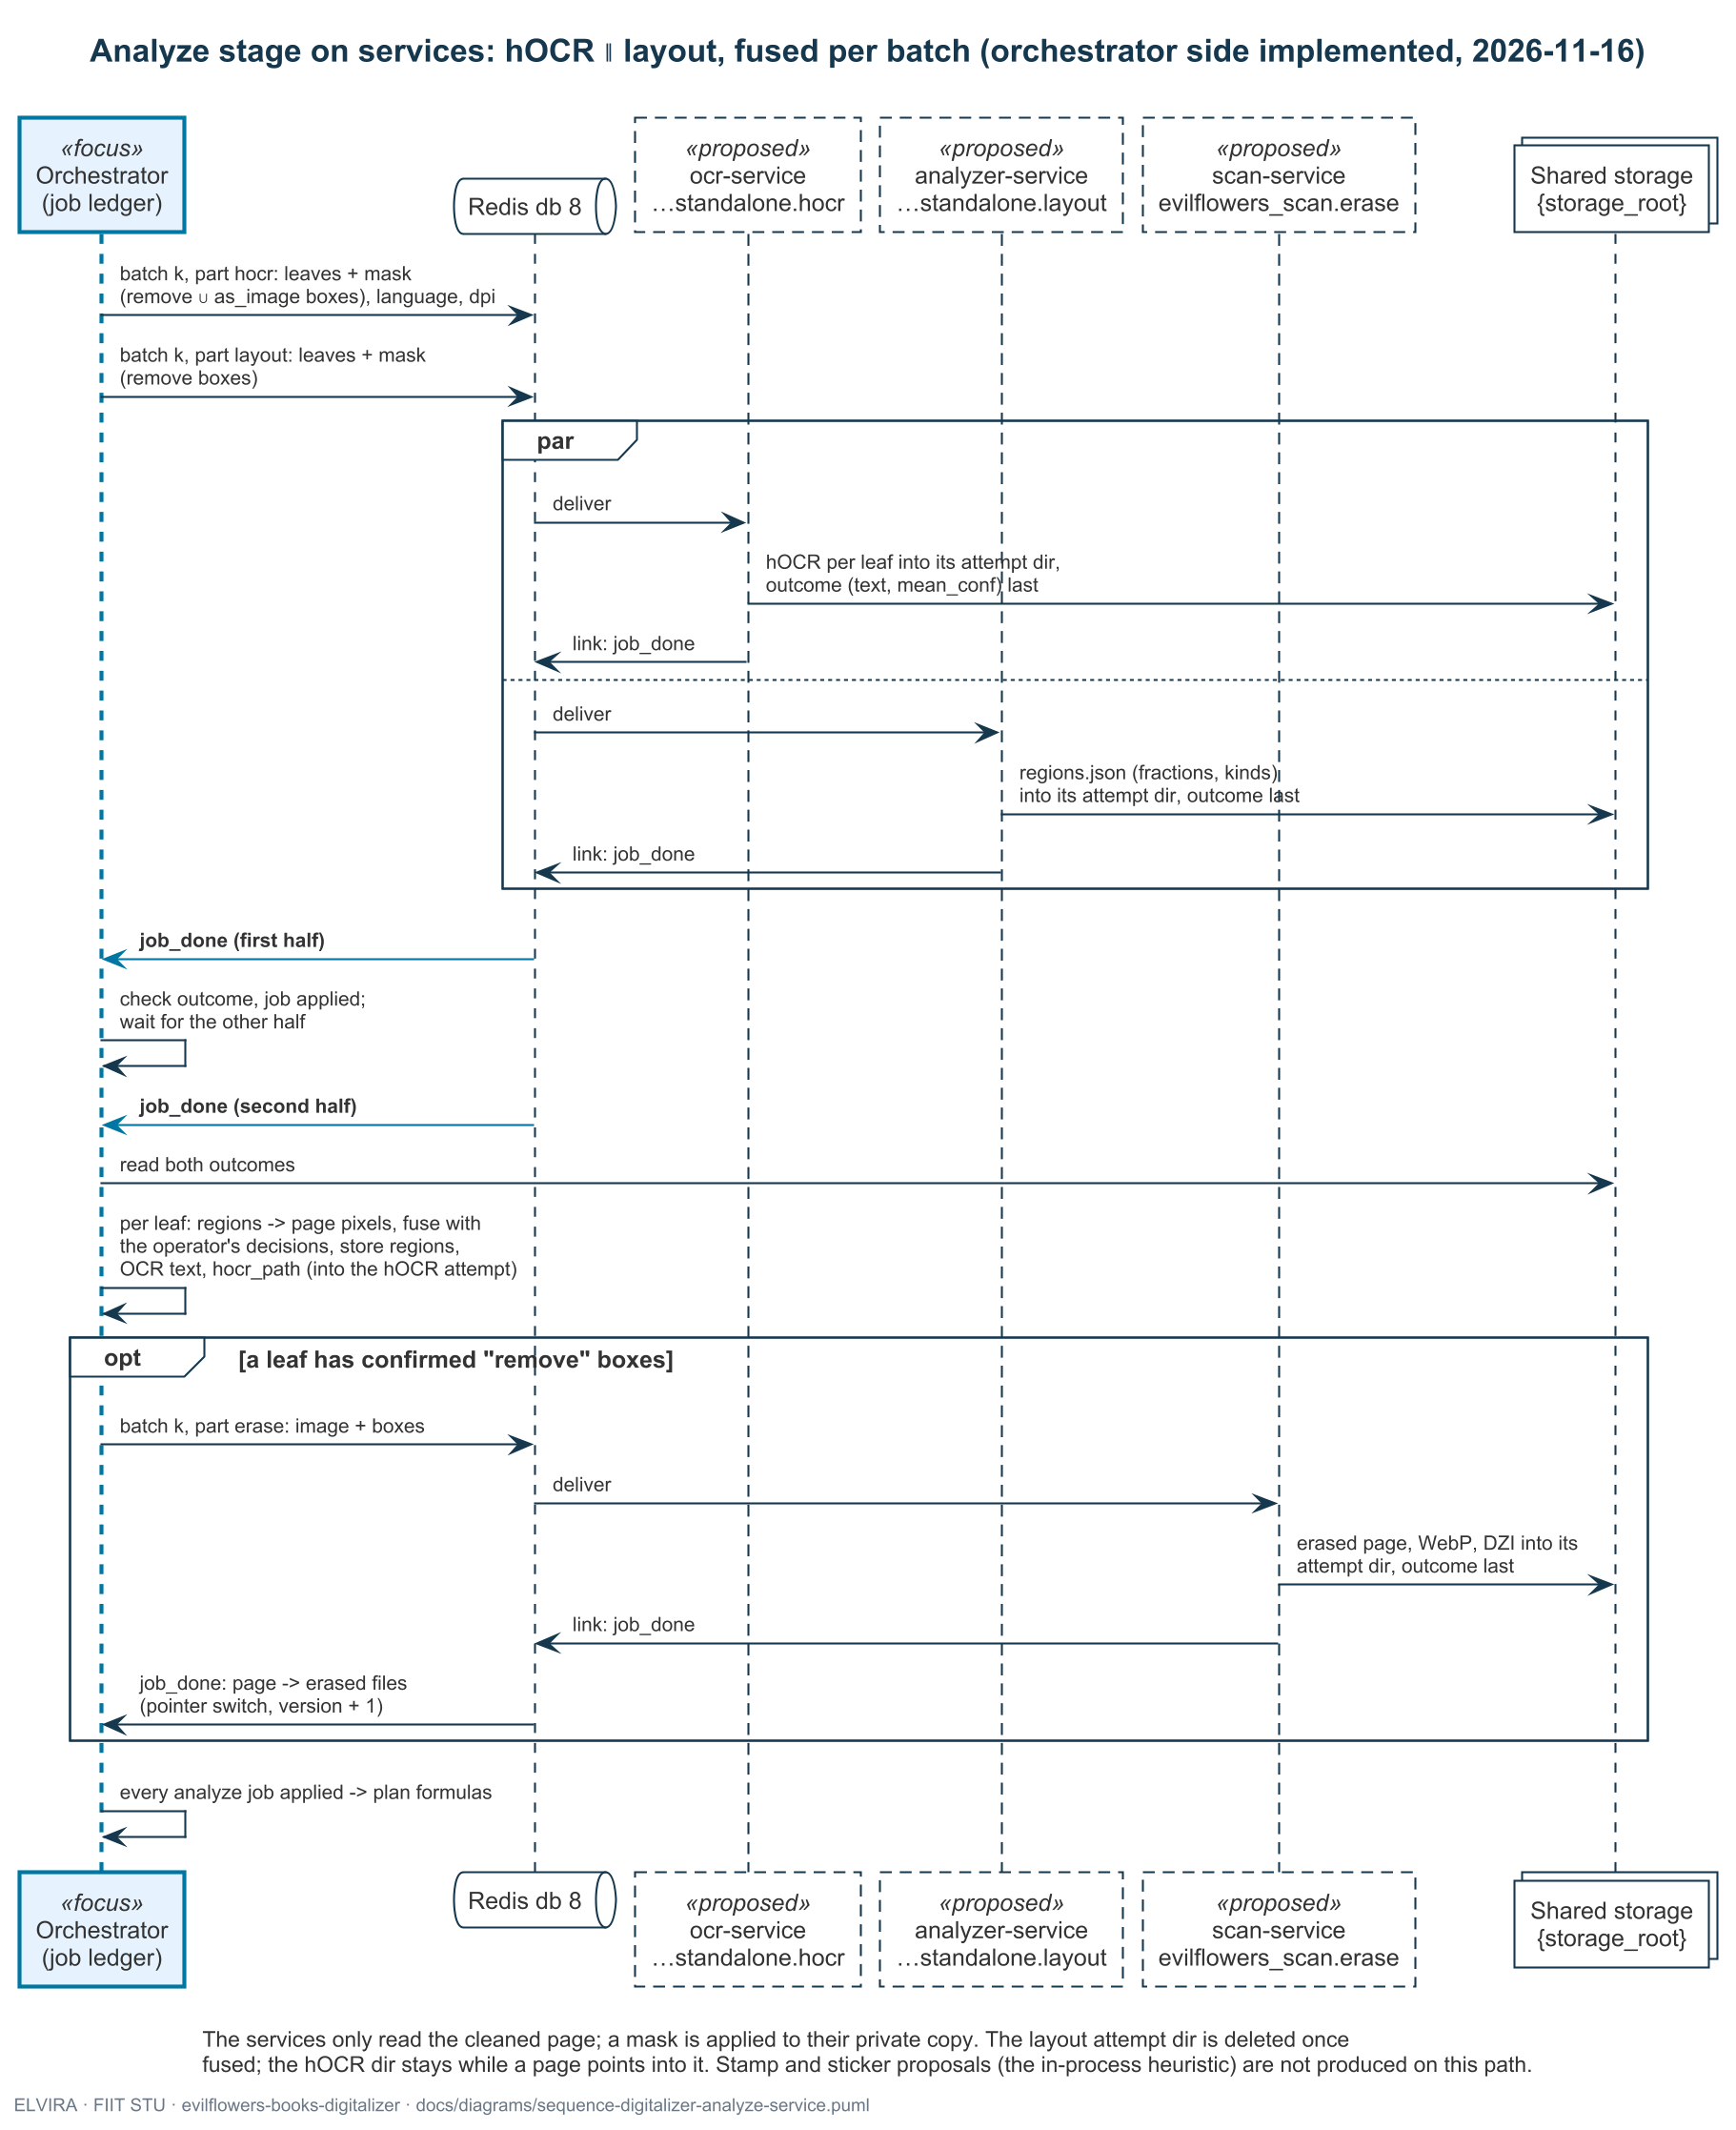 Analyze stage on services: hOCR ∥ layout, fused per batch (orchestrator side implemented, 2026-11-16)
«focus»
Orchestrator
(job ledger)
Redis db 8
«proposed»
ocr-service
…standalone.hocr
«proposed»
analyzer-service
…standalone.layout
«proposed»
scan-service
evilflowers_scan.erase
Shared storage
{storage_root}
batch k, part hocr: leaves + mask
(remove ∪ as_image boxes), language, dpi
batch k, part layout: leaves + mask
(remove boxes)
par
deliver
hOCR per leaf into its attempt dir,
outcome (text, mean_conf) last
link: job_done
deliver
regions.json (fractions, kinds)
into its attempt dir, outcome last
link: job_done
job_done (first half)
check outcome, job applied;
wait for the other half
job_done (second half)
read both outcomes
per leaf: regions -> page pixels, fuse with
the operator's decisions, store regions,
OCR text, hocr_path (into the hOCR attempt)
opt
[a leaf has confirmed "remove" boxes]
batch k, part erase: image + boxes
deliver
erased page, WebP, DZI into its
attempt dir, outcome last
link: job_done
job_done: page -> erased files
(pointer switch, version + 1)
every analyze job applied -> plan formulas
«focus»
Orchestrator
(job ledger)
Redis db 8
«proposed»
ocr-service
…standalone.hocr
«proposed»
analyzer-service
…standalone.layout
«proposed»
scan-service
evilflowers_scan.erase
Shared storage
{storage_root}
The services only read the cleaned page; a mask is applied to their private copy. The layout attempt dir is deleted once
fused; the hOCR dir stays while a page points into it. Stamp and sticker proposals (the in-process heuristic) are not produced on this path.
ELVIRA · FIIT STU · evilflowers-books-digitalizer · docs/diagrams/sequence-digitalizer-analyze-service.puml